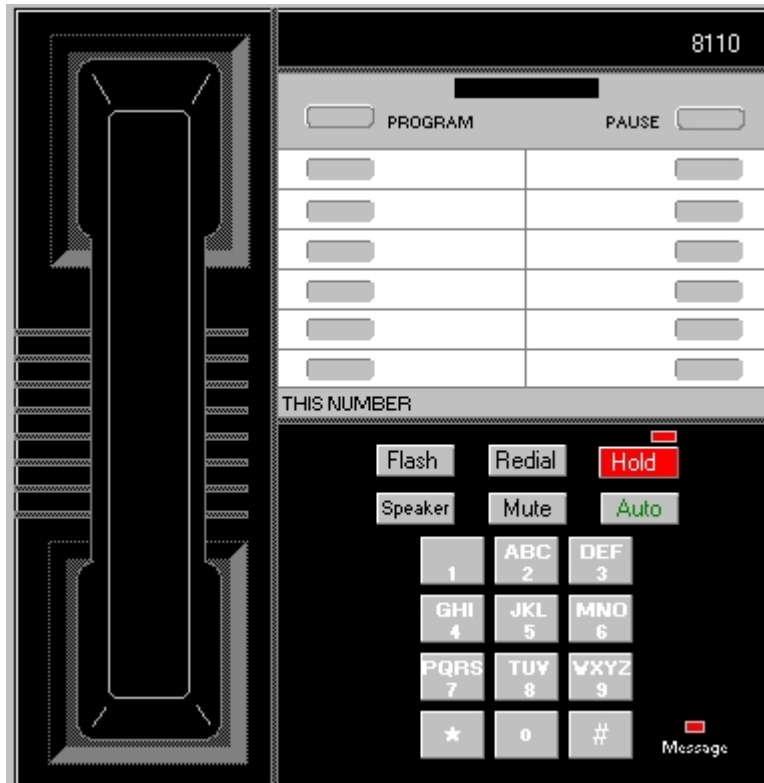 8110
PROGRAM PAUSE
THIS NUMBER
Flash Redial Hold
Speaker Mute Auto
1 ABC 2 DEF 3
GHI 4 JKL 5 MNO 6
PQRS 7 TUV 8 WXYZ 9
* 0 #
Message